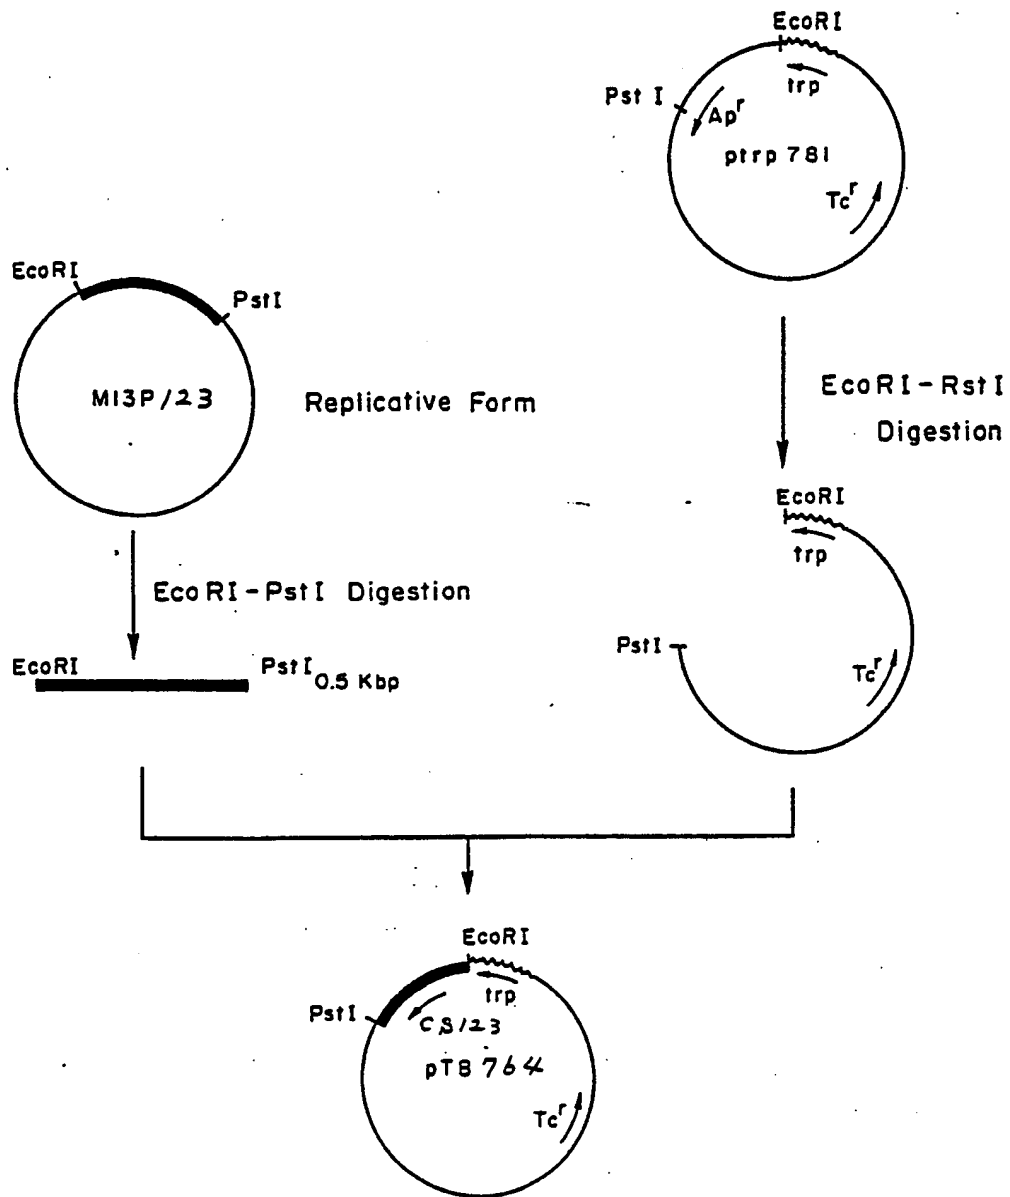 EcoRI
trp
Pst I
Apr
ptrp 781
Tcr
EcoRI
PstI
M13P/23
Replicative Form
EcoRI-RstI
Digestion
EcoRI-PstI Digestion
EcoRI
trp
PstI
Tcr
EcoRI
PstI
0.5 Kbp
EcoRI
trp
PstI
CS/23
pTB 764
Tcr